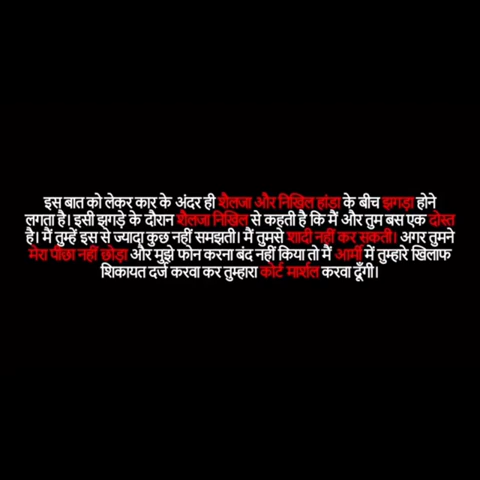 इस बात को लेकर कार के अंदर ही शैलजा और निखिल हांडा के बीच झगड़ा होने
लगता है। इसी झगड़े के दौरान शैलजा निखिल से कहती है कि मैं और तुम बस एक दोस्त
है। मैं तुम्हें इस से ज्यादा कुछ नहीं समझती। मैं तुमसे शादी नहीं कर सकती। अगर तुमने
मेरा पीछा नहीं छोड़ा और मुझे फोन करना बंद नहीं किया तो मैं आर्मी में तुम्हारे खिलाफ
शिकायत दर्ज करवा कर तुम्हारा कोर्ट मार्शल करवा दूँगी।